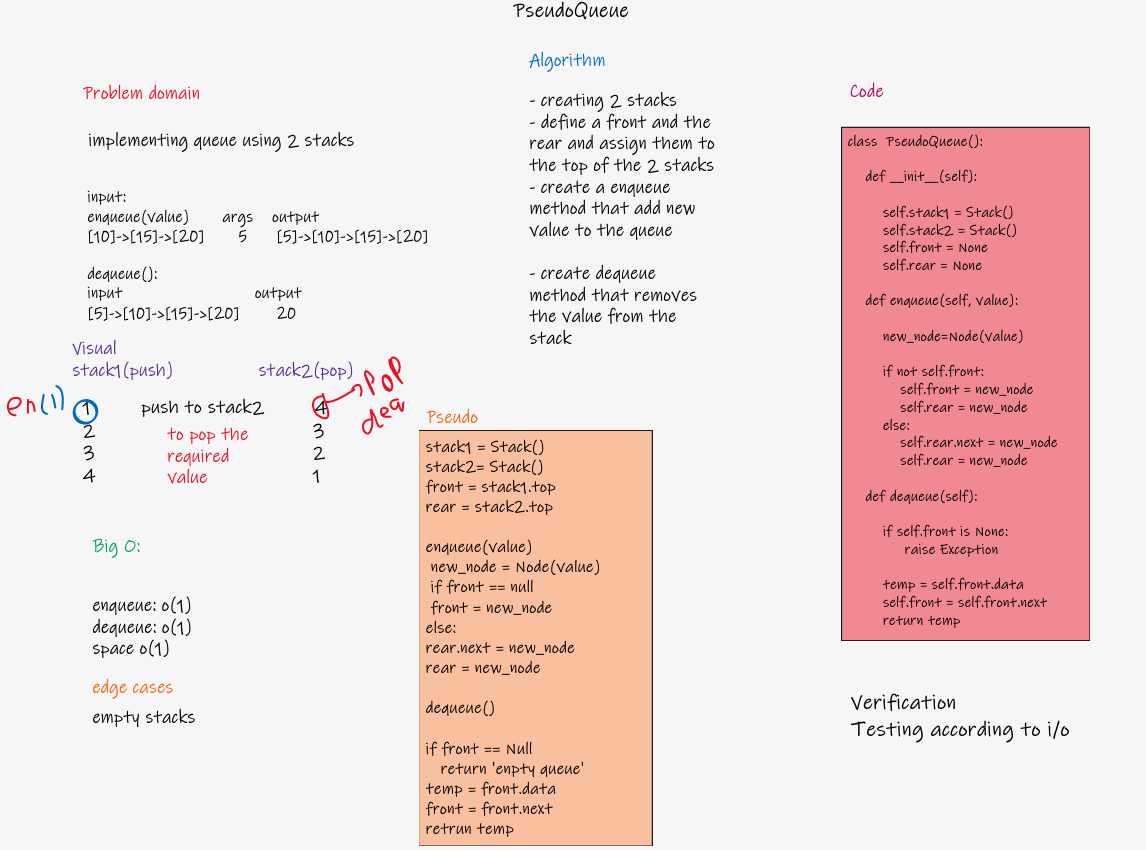 PseudoQueue
Problem domain
implementing queue using 2 stacks
input:
enqueue(value) args output
[10]->[15]->[20] 5 [5]->[10]->[15]->[20]
dequeue():
input output
[5]->[10]->[15]->[20] 20
Visual
stack1(push) stack2(pop)
en(1) 1 push to stack2 4 pop
2 to pop the 3 deq
3 required 2
4 value 1
Big O:
enqueue: o(1)
dequeue: o(1)
space o(1)
edge cases
empty stacks
Algorithm
- creating 2 stacks
- define a front and the
rear and assign them to
the top of the 2 stacks
- create a enqueue
method that add new
value to the queue
- create dequeue
method that removes
the value from the
stack
Pseudo
stack1 = Stack()
stack2= Stack()
front = stack1.top
rear = stack2.top
enqueue(value)
new_node = Node(value)
if front == null
front = new_node
else:
rear.next = new_node
rear = new_node
dequeue()
if front == Null
return 'enpty queue'
temp = front.data
front = front.next
retrun temp
Code
class PseudoQueue():
def __init__(self):
self.stack1 = Stack()
self.stack2 = Stack()
self.front = None
self.rear = None
def enqueue(self, value):
new_node=Node(value)
if not self.front:
self.front = new_node
self.rear = new_node
else:
self.rear.next = new_node
self.rear = new_node
def dequeue(self):
if self.front is None:
raise Exception
temp = self.front.data
self.front = self.front.next
return temp
Verification
Testing according to i/o